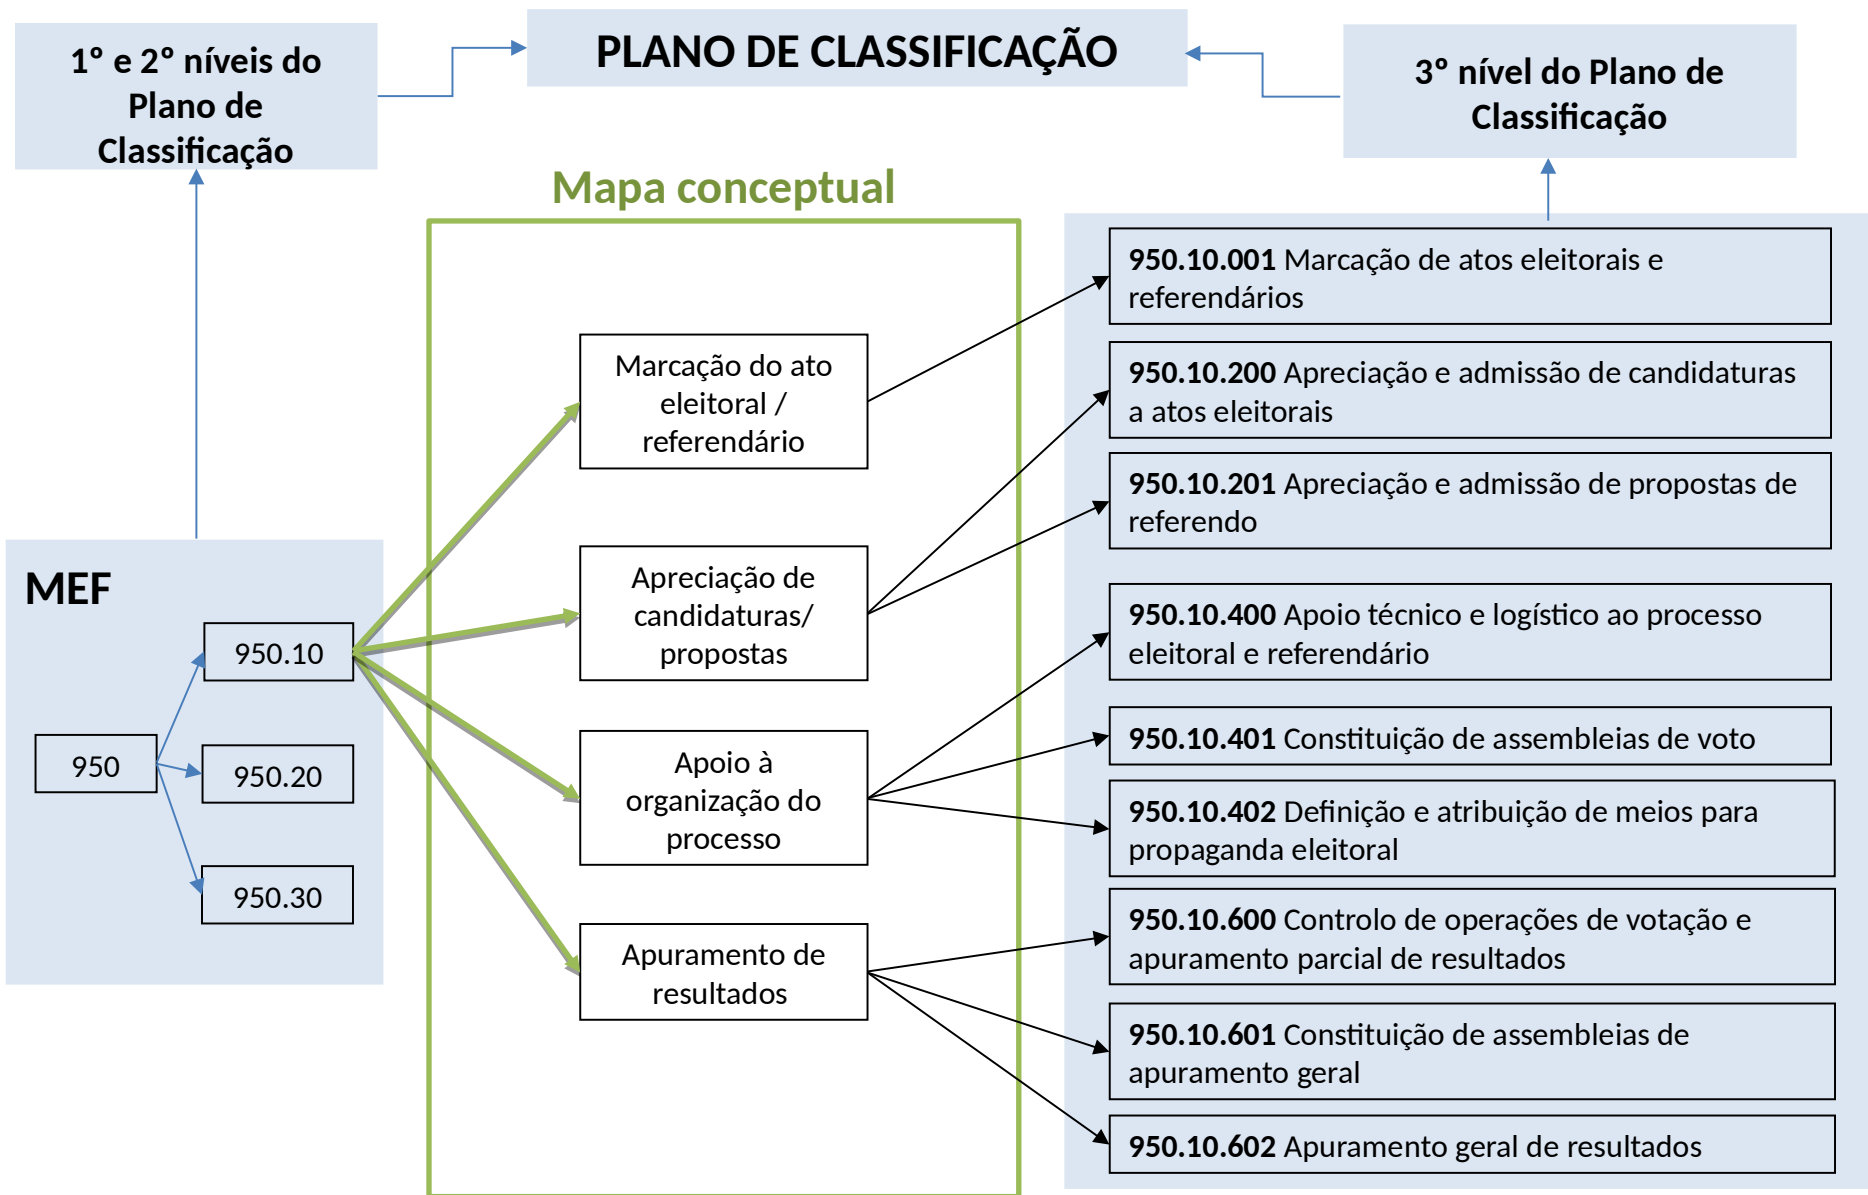 1º e 2º níveis do
Plano de
Classificação
PLANO DE CLASSIFICAÇÃO
3º nível do Plano de
Classificação
Mapa conceptual
MEF
950
950.10
950.20
950.30
Marcação do ato
eleitoral /
referendário
Apreciação de
candidaturas/
propostas
Apoio à
organização do
processo
Apuramento de
resultados
950.10.001 Marcação de atos eleitorais e
referendários
950.10.200 Apreciação e admissão de candidaturas
a atos eleitorais
950.10.201 Apreciação e admissão de propostas de
referendo
950.10.400 Apoio técnico e logístico ao processo
eleitoral e referendário
950.10.401 Constituição de assembleias de voto
950.10.402 Definição e atribuição de meios para
propaganda eleitoral
950.10.600 Controlo de operações de votação e
apuramento parcial de resultados
950.10.601 Constituição de assembleias de
apuramento geral
950.10.602 Apuramento geral de resultados